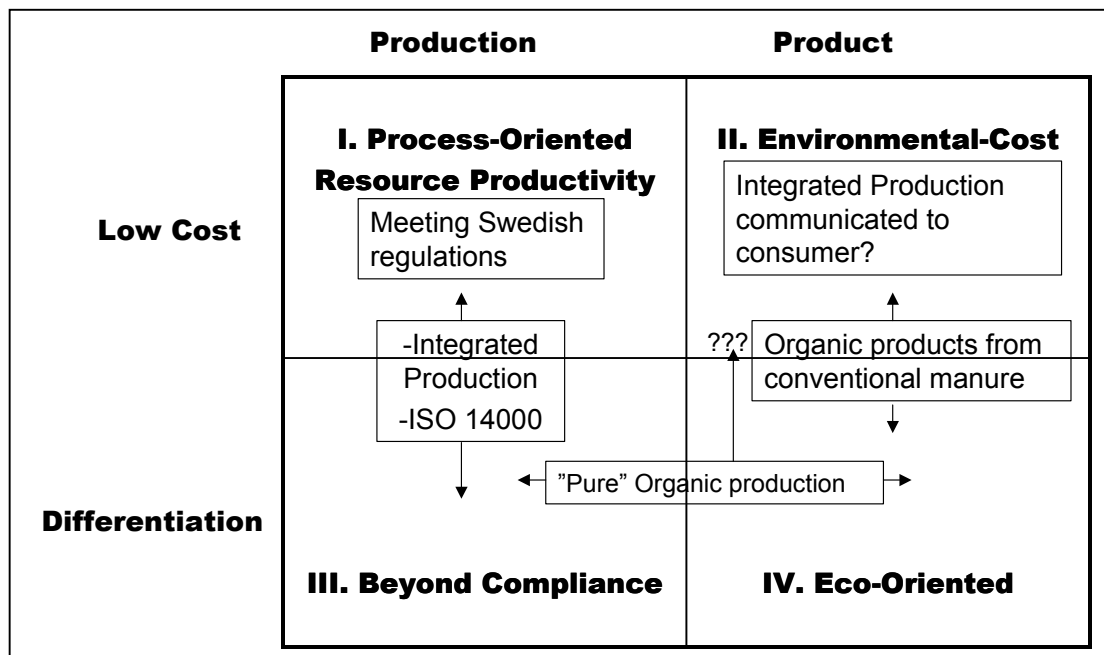 Production
Product
I. Process-Oriented
Resource Productivity
II. Environmental-Cost
Low Cost
Meeting Swedish
regulations
Integrated Production
communicated to
consumer?
-Integrated
Production
-ISO 14000
???
Organic products from
conventional manure
”Pure” Organic production
Differentiation
III. Beyond Compliance
IV. Eco-Oriented